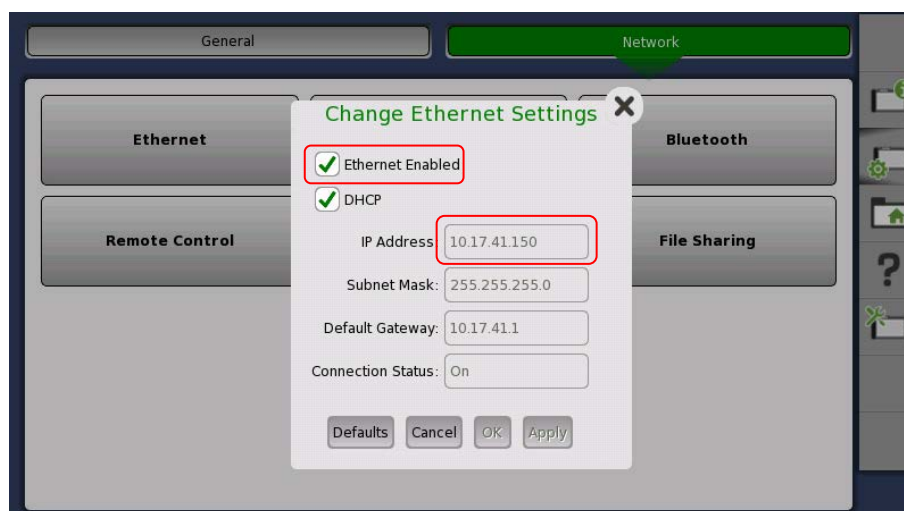 General
Network
Ethernet
Bluetooth
Remote Control
File Sharing
Change Ethernet Settings
Ethernet Enabled
DHCP
IP Address: 10.17.41.150
Subnet Mask: 255.255.255.0
Default Gateway: 10.17.41.1
Connection Status: On
Defaults Cancel OK Apply
?